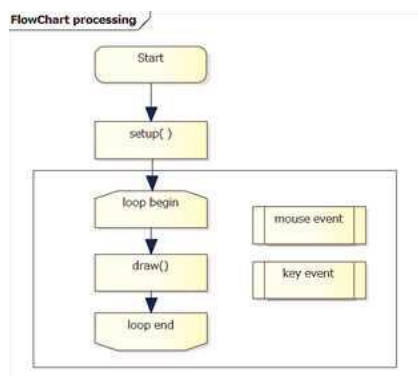 FlowChart processing
Start
setup( )
loop begin
mouse event
draw()
key event
loop end